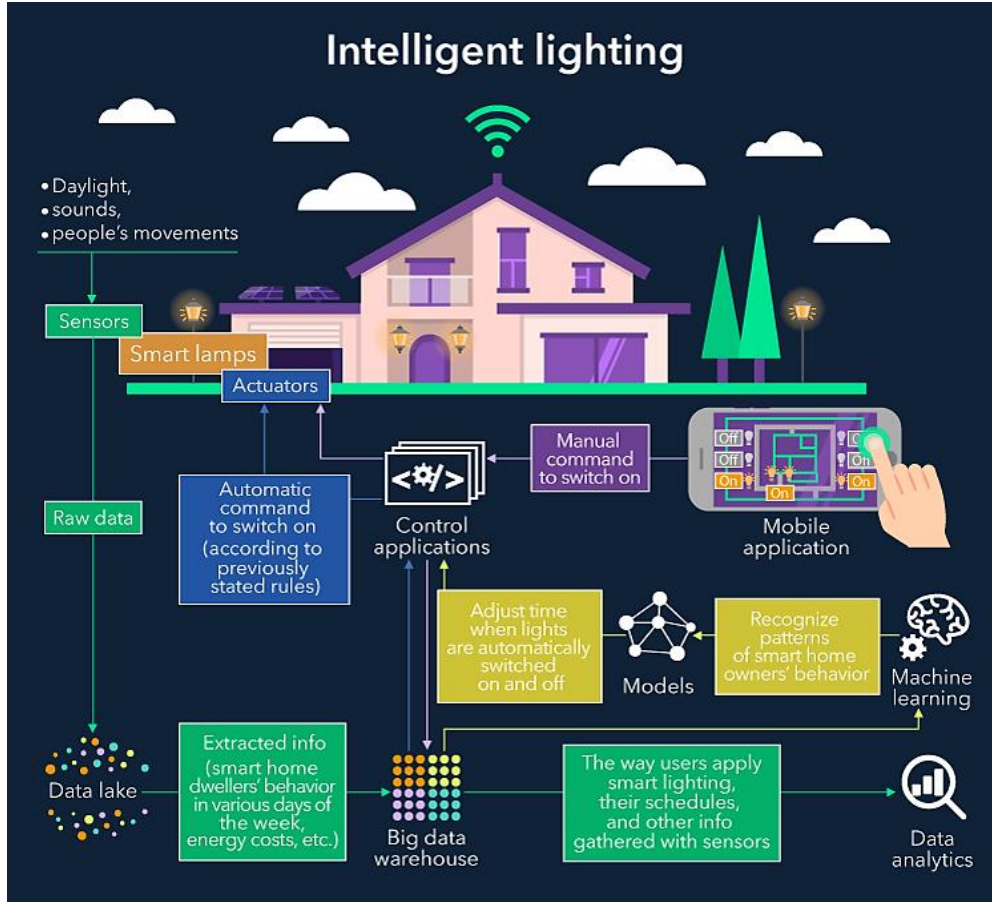 Intelligent lighting
• Daylight,
• sounds,
• people's movements
Sensors
Smart lamps
Actuators
Manual
command
to switch on
Off
Off
On
On
Off
On
Mobile
application
Automatic
command
to switch on
(according to
previously
stated rules)
</>
Control
applications
Raw data
Adjust time
when lights
are automatically
switched
on and off
Models
Recognize
patterns
of smart home
owners' behavior
Machine
learning
Data lake
Extracted info
(smart home
dwellers' behavior
in various days of
the week,
energy costs, etc.)
Big data
warehouse
The way users apply
smart lighting,
their schedules,
and other info
gathered with sensors
Data
analytics